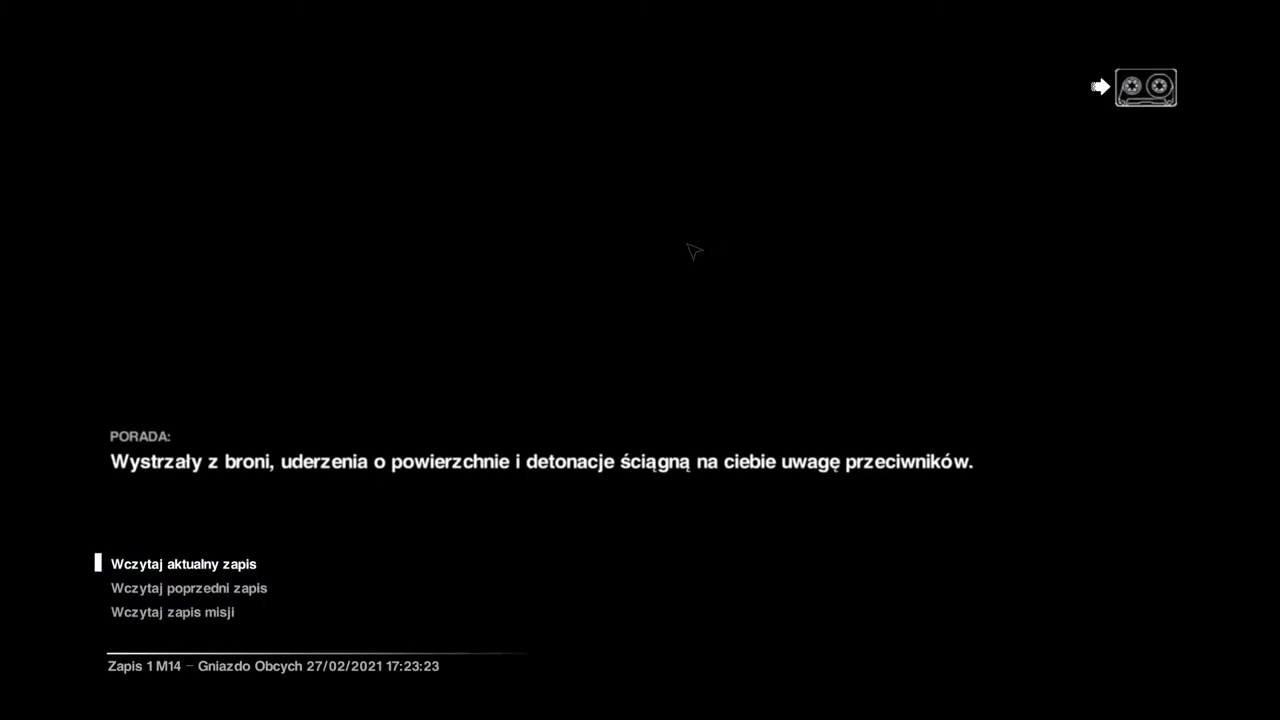 PORADA:
Wystrzały z broni, uderzenia o powierzchnie i detonacje ściągną na ciebie uwagę przeciwników.
Wczytaj aktualny zapis
Wczytaj poprzedni zapis
Wczytaj zapis misji
Zapis 1 M14 – Gniazdo Obcych 27/02/2021 17:23:23